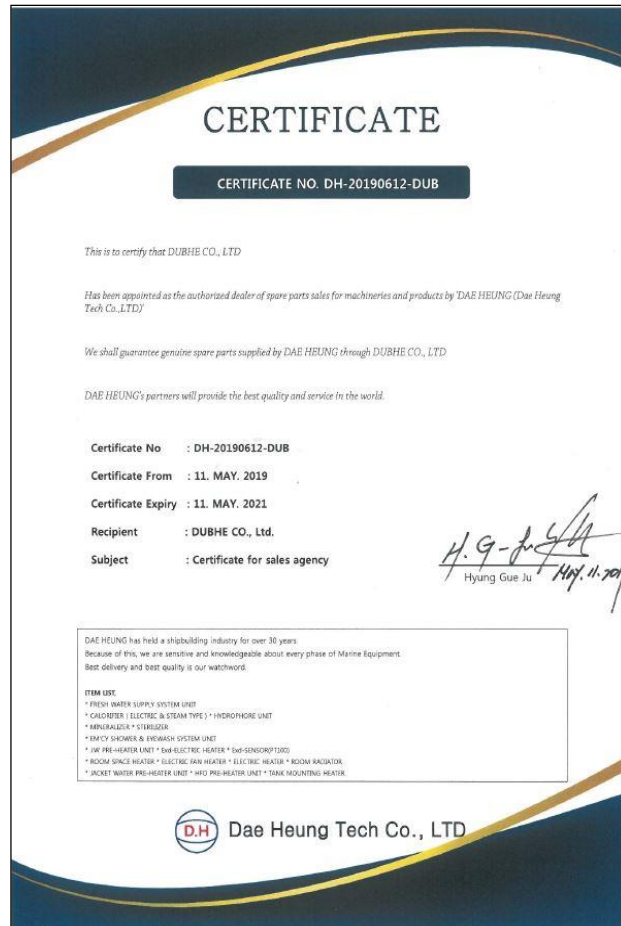 CERTIFICATE
CERTIFICATE NO. DH-20190612-DUB
This is to certify that DUBHE CO., LTD
Has been appointed as the authorized dealer of spare parts sales for machineries and products by 'DAE HEUNG (Dae Heung
Tech Co.,LTD)'
We shall guarantee genuine spare parts supplied by DAE HEUNG through DUBHE CO., LTD
DAE HEUNG's partners will provide the best quality and service in the world.
Certificate No : DH-20190612-DUB
Certificate From : 11. MAY. 2019
Certificate Expiry : 11. MAY. 2021
Recipient : DUBHE CO., Ltd.
Subject : Certificate for sales agency
Hyung Gue Ju
May. 11.
DAE HEUNG has held a shipbuilding industry for over 30 years.
Because of this, we are sensitive and knowledgeable about every phase of Marine Equipment.
Best delivery and best quality is our watchword.
ITEM LIST.
* FRESH WATER SUPPLY SYSTEM UNIT
* CALORIFIER ( ELECTRIC & STEAM TYPE ) * HYDROPHORE UNIT
* MINERALIZER * STERILIZER
* EM'CY SHOWER & EYEWASH SYSTEM UNIT
* JW PRE-HEATER UNIT * Exd-ELECTRIC HEATER * Exd-SENSOR(PT100)
* ROOM SPACE HEATER * ELECTRIC FAN HEATER * ELECTRIC HEATER * ROOM RADIATOR
* JACKET WATER PRE-HEATER UNIT * HFO PRE-HEATER UNIT * TANK MOUNTING HEATER
D.H Dae Heung Tech Co., LTD